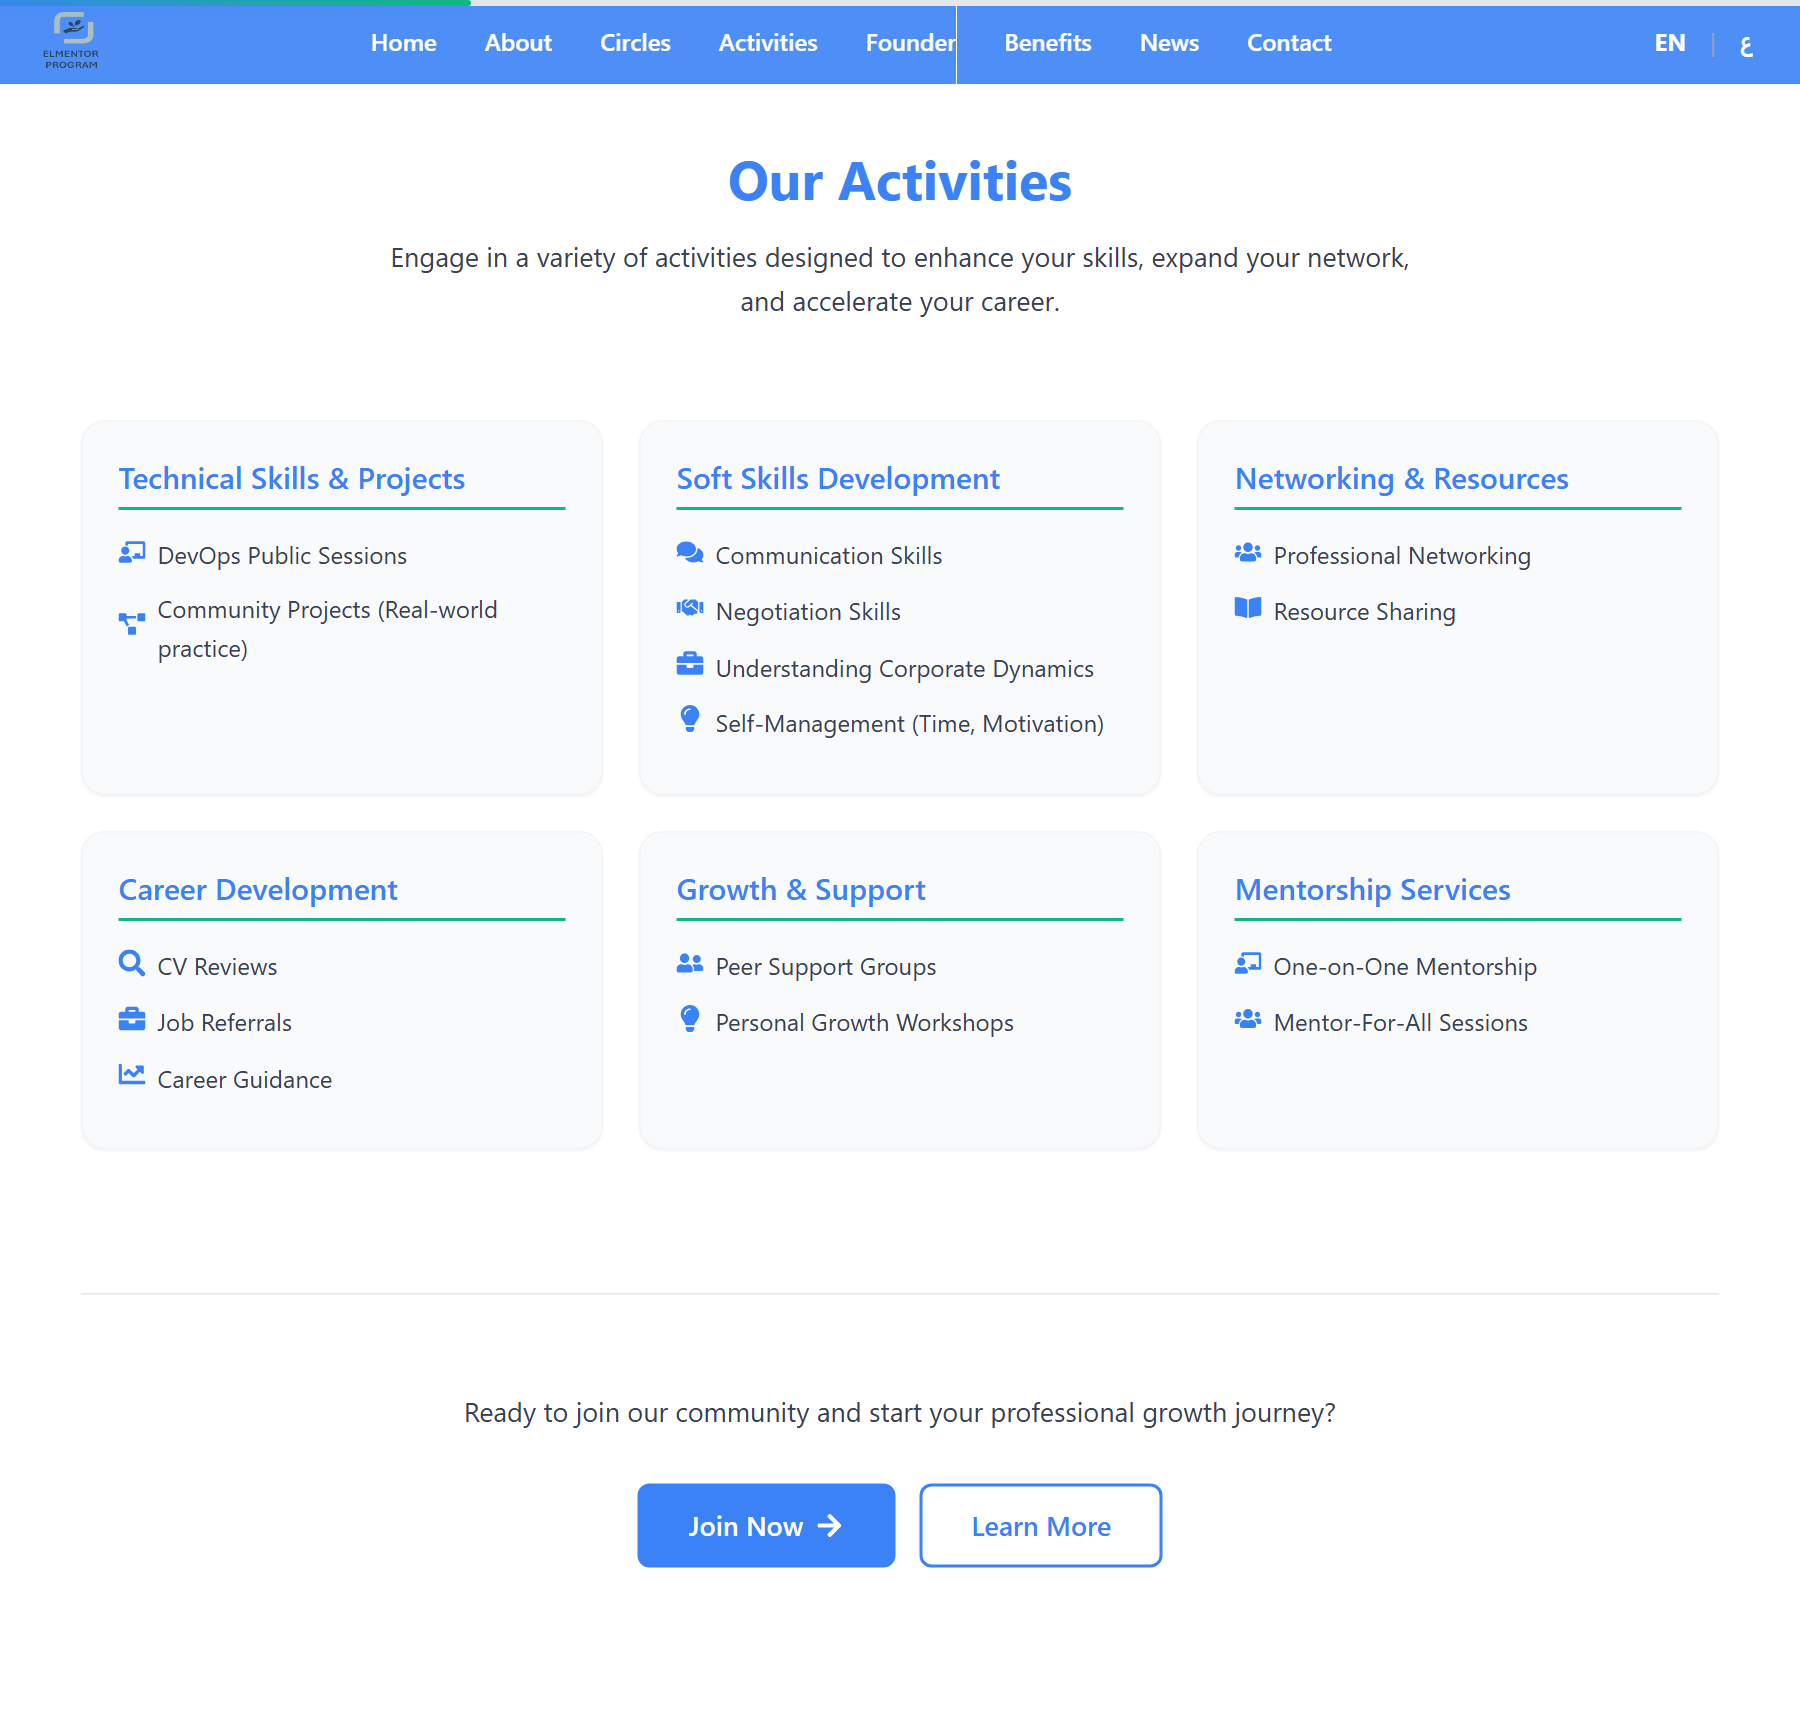 ELMENTOR
PROGRAM
Home
About
Circles
Activities
Founder
Benefits
News
Contact
EN
ع
Our Activities
Engage in a variety of activities designed to enhance your skills, expand your network,
and accelerate your career.
Technical Skills & Projects
DevOps Public Sessions
Community Projects (Real-world
practice)
Soft Skills Development
Communication Skills
Negotiation Skills
Understanding Corporate Dynamics
Self-Management (Time, Motivation)
Networking & Resources
Professional Networking
Resource Sharing
Career Development
CV Reviews
Job Referrals
Career Guidance
Growth & Support
Peer Support Groups
Personal Growth Workshops
Mentorship Services
One-on-One Mentorship
Mentor-For-All Sessions
Ready to join our community and start your professional growth journey?
Join Now
Learn More